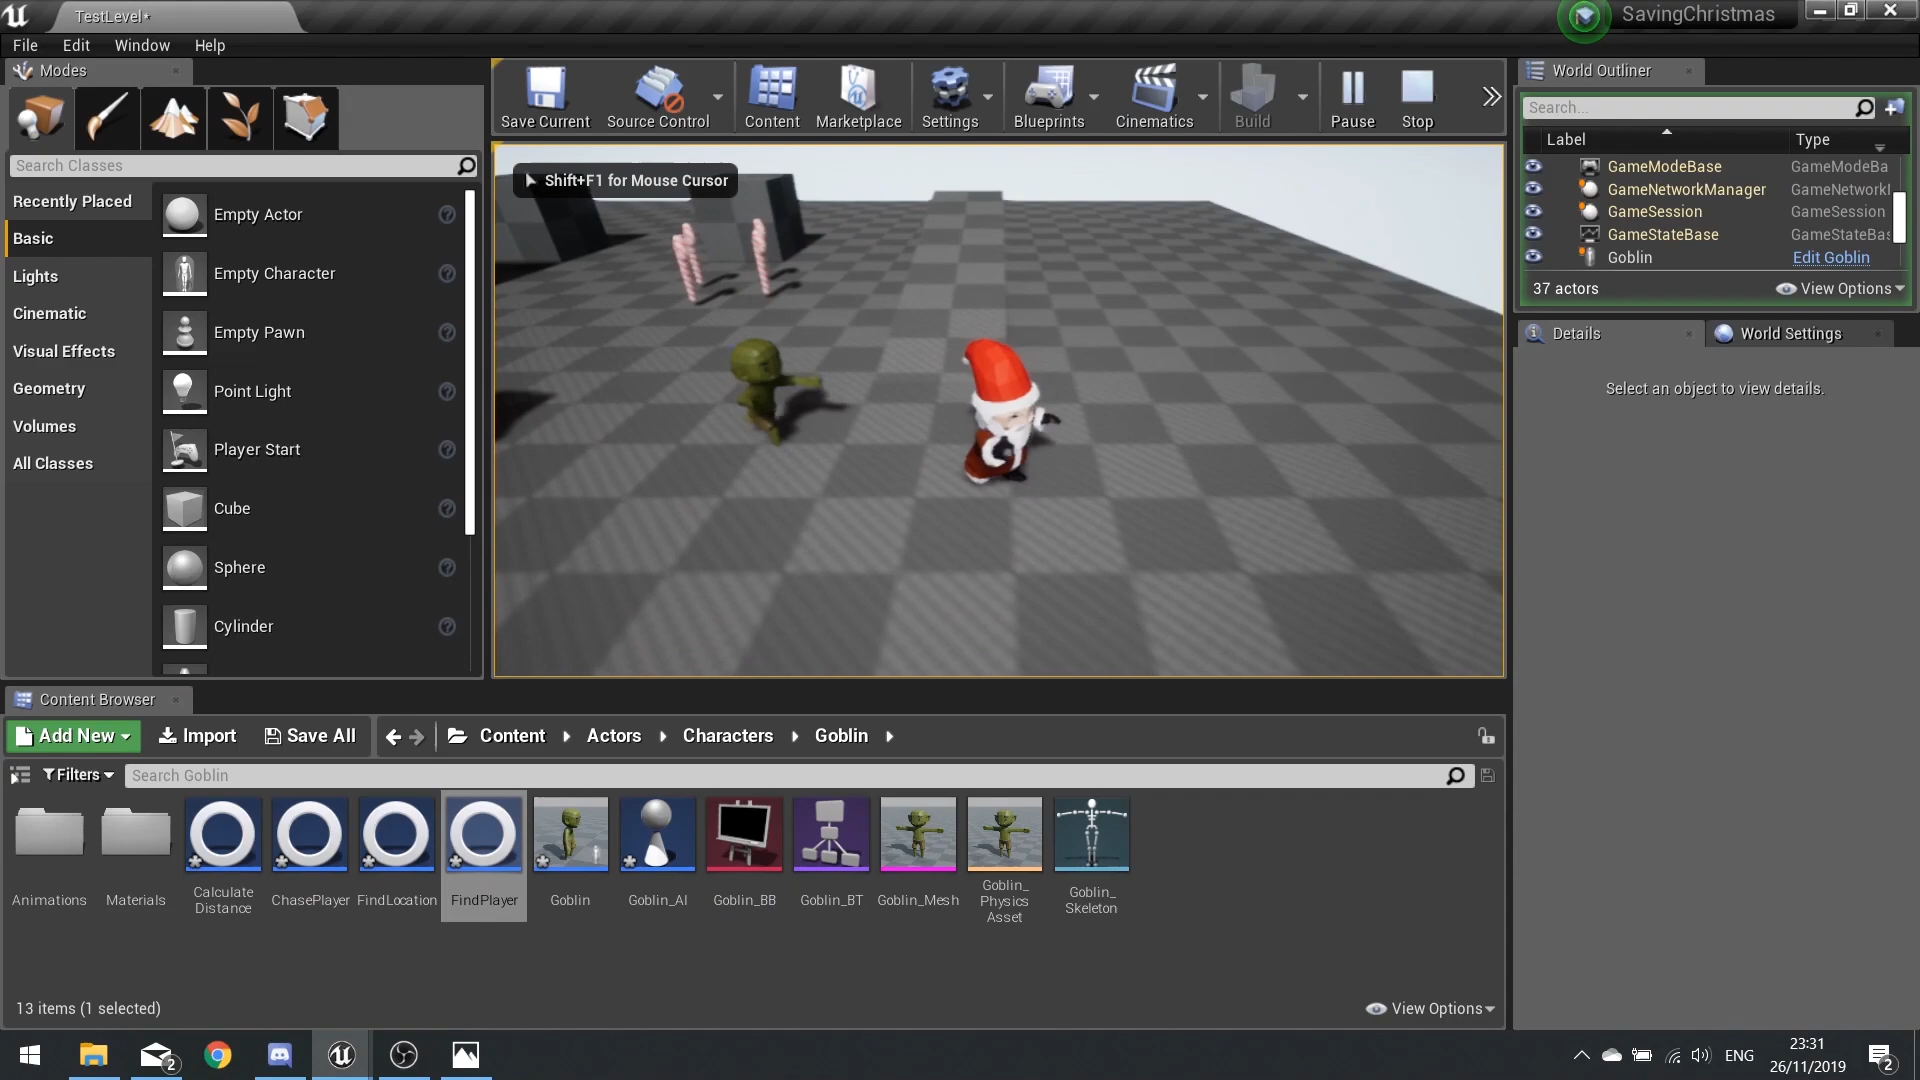 TestLevel*
SavingChristmas
File Edit Window Help
Modes
Search Classes
Recently Placed
Basic
Lights
Cinematic
Visual Effects
Geometry
Volumes
All Classes
Empty Actor
Empty Character
Empty Pawn
Point Light
Player Start
Cube
Sphere
Cylinder
Save Current
Source Control
Content
Marketplace
Settings
Blueprints
Cinematics
Build
Pause
Stop
Shift+F1 for Mouse Cursor
World Outliner
Search...
Label Type
GameModeBase GameModeBa
GameNetworkManager GameNetworkI
GameSession GameSession
GameStateBase GameStateBas
Goblin Edit Goblin
37 actors View Options
Details World Settings
Select an object to view details.
Content Browser
Add New Import Save All Content Actors Characters Goblin
Filters Search Goblin
Animations
Materials
Calculate
Distance
ChasePlayer
FindLocation
FindPlayer
Goblin
Goblin_AI
Goblin_BB
Goblin_BT
Goblin_Mesh
Goblin_
Physics
Asset
Goblin_
Skeleton
13 items (1 selected) View Options
2
ENG
23:31
26/11/2019
2